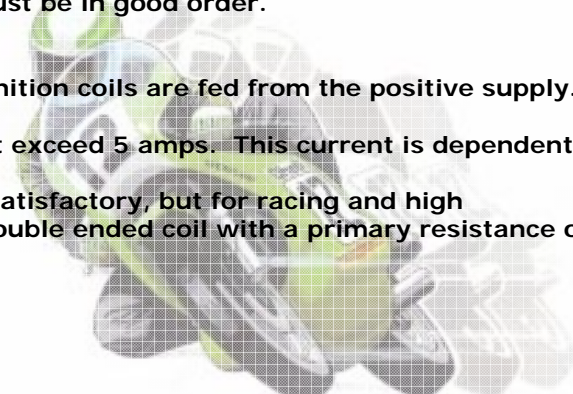 ust be in good order.
nition coils are fed from the positive supply.
t exceed 5 amps. This current is dependent
atisfactory, but for racing and high
ouble ended coil with a primary resistance o